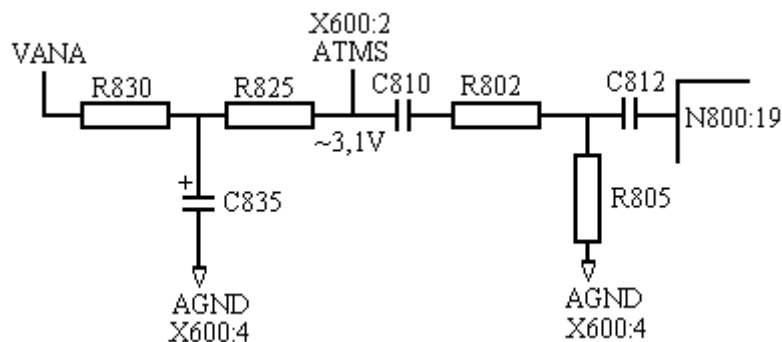 X600:2
VANA
ATMS
R830
R825
C810
R802
C812
~3,1V
N800:19
+
C835
R805
AGND
X600:4
AGND
X600:4